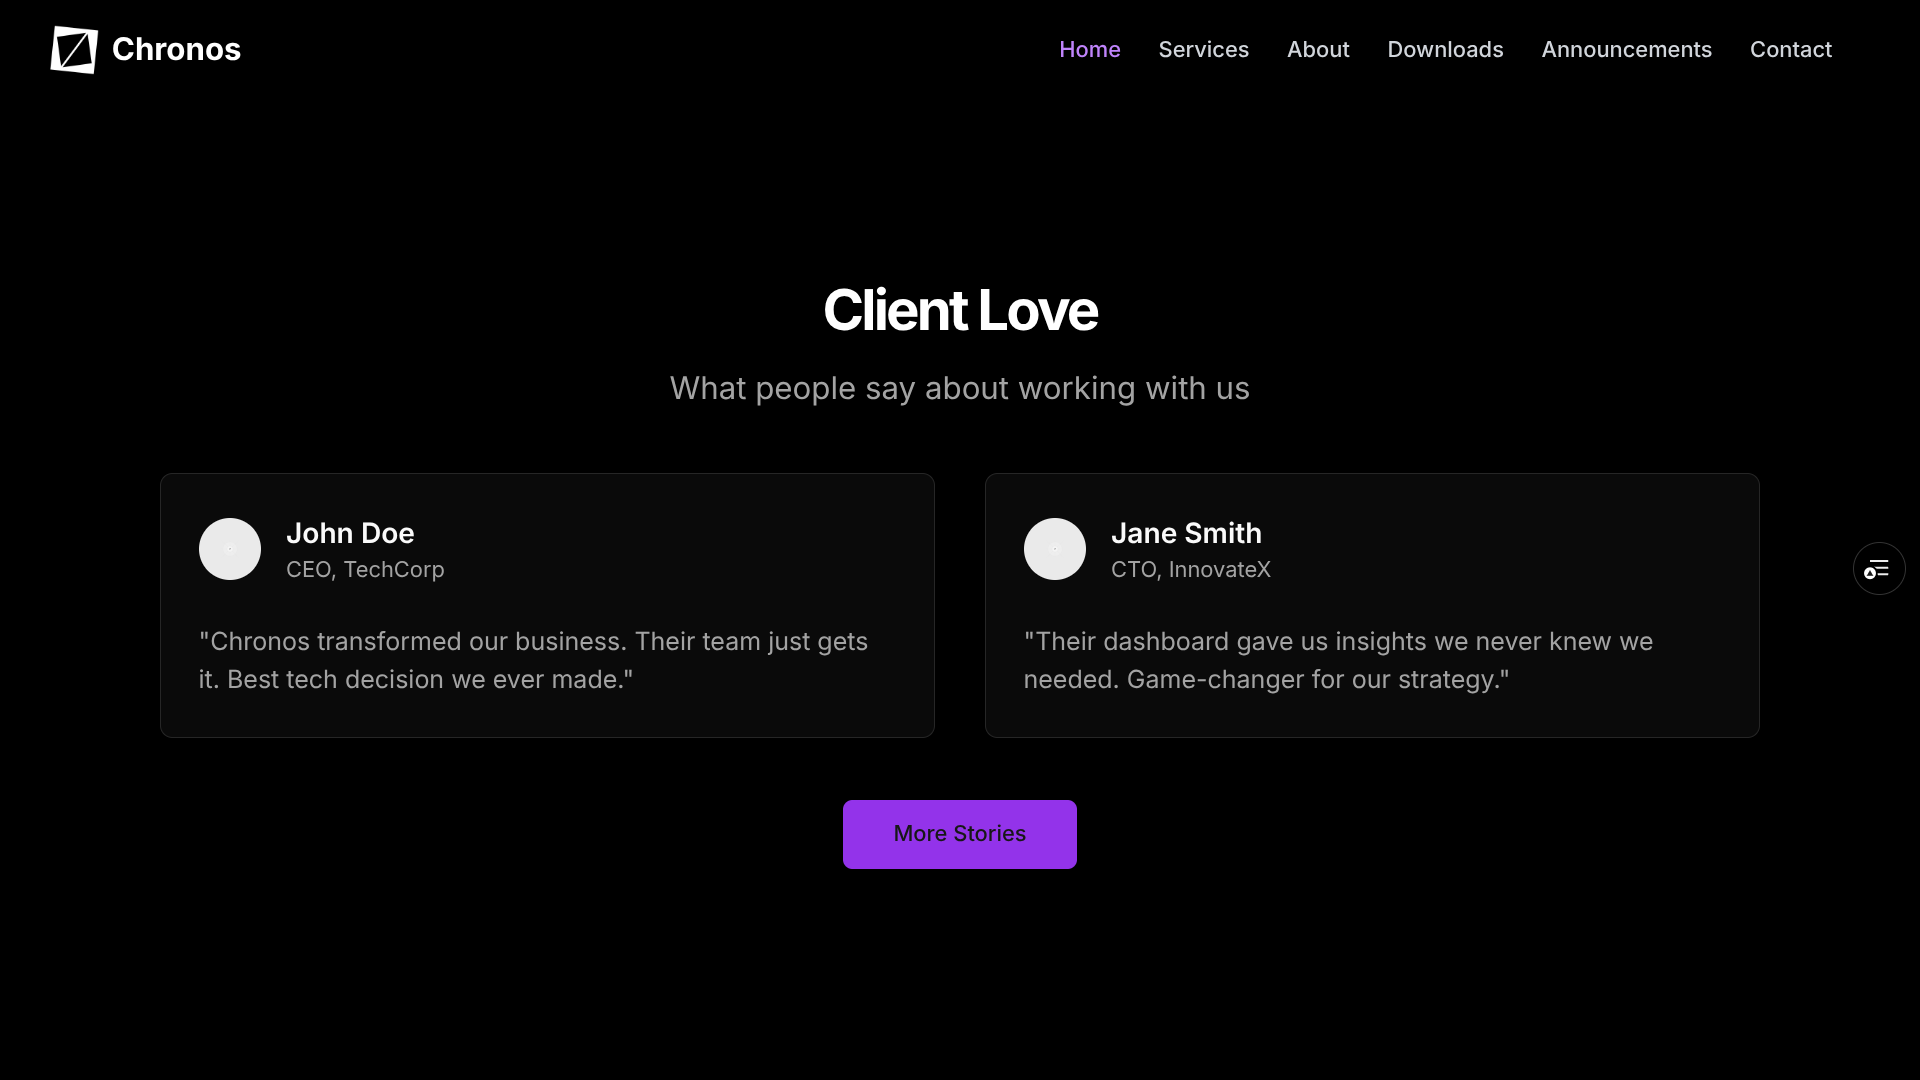 Chronos
Home Services About Downloads Announcements Contact
Client Love
What people say about working with us
John Doe
CEO, TechCorp
"Chronos transformed our business. Their team just gets
it. Best tech decision we ever made."
Jane Smith
CTO, InnovateX
"Their dashboard gave us insights we never knew we
needed. Game-changer for our strategy."
More Stories